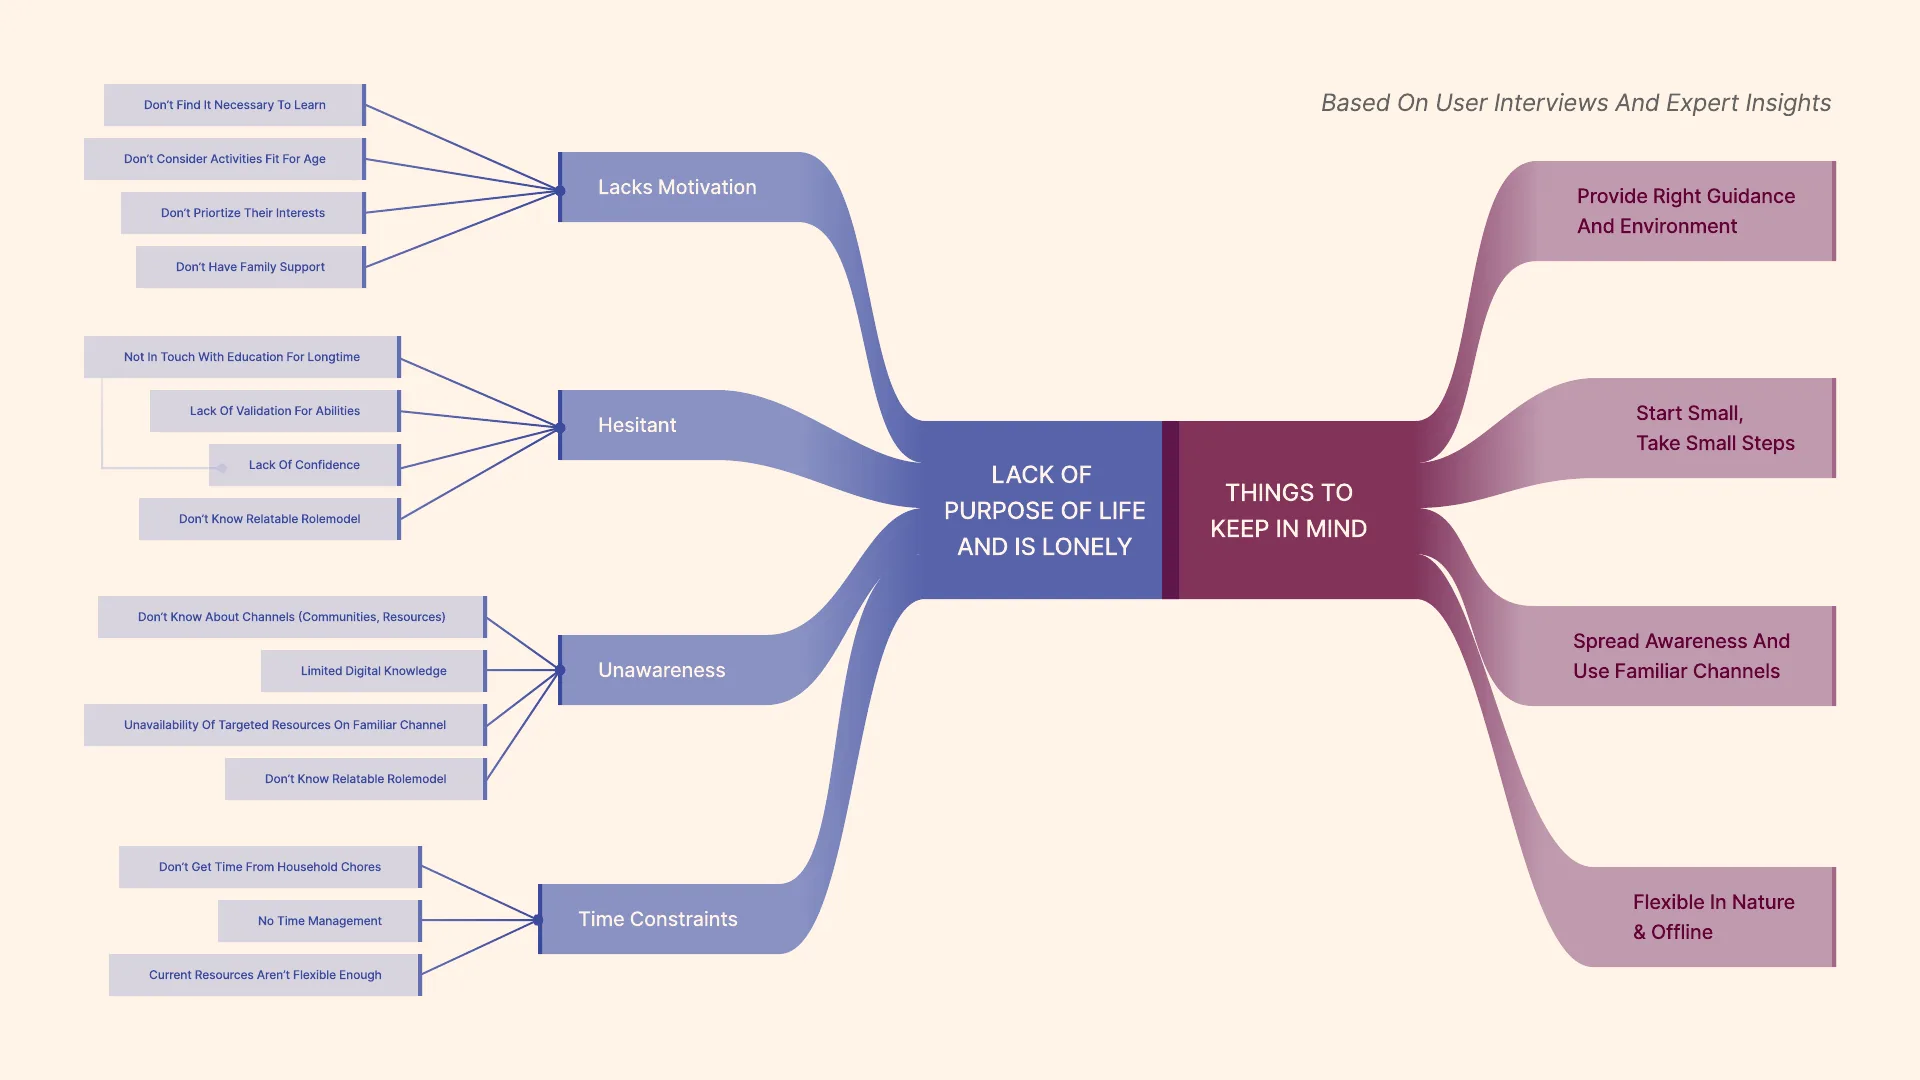 Based On User Interviews And Expert Insights
Don't Find It Necessary To Learn
Don't Consider Activities Fit For Age
Don't Priortize Their Interests
Don't Have Family Support
Lacks Motivation
Not In Touch With Education For Longtime
Lack Of Validation For Abilities
Lack Of Confidence
Don't Know Relatable Rolemodel
Hesitant
Don't Know About Channels (Communities, Resources)
Limited Digital Knowledge
Unavailability Of Targeted Resources On Familiar Channel
Don't Know Relatable Rolemodel
Unawareness
Don't Get Time From Household Chores
No Time Management
Current Resources Aren't Flexible Enough
Time Constraints
LACK OF
PURPOSE OF LIFE
AND IS LONELY
THINGS TO
KEEP IN MIND
Provide Right Guidance
And Environment
Start Small,
Take Small Steps
Spread Awareness And
Use Familiar Channels
Flexible In Nature
& Offline